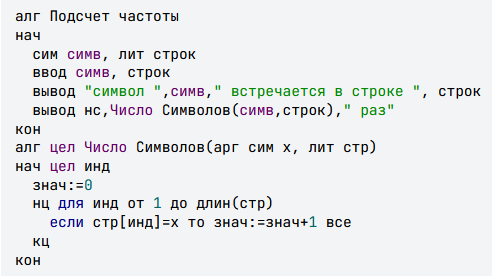 алг Подсчет частоты
нач
сим симв, лит строк
ввод симв, строк
вывод "символ ",симв," встречается в строке ", строк
вывод нс,Число Символов(симв,строк)," раз"
кон
алг цел Число Символов(арг сим x, лит стр)
нач цел инд
знач:=0
нц для инд от 1 до длин(стр)
если стр[инд]=x то знач:=знач+1 все
кц
кон